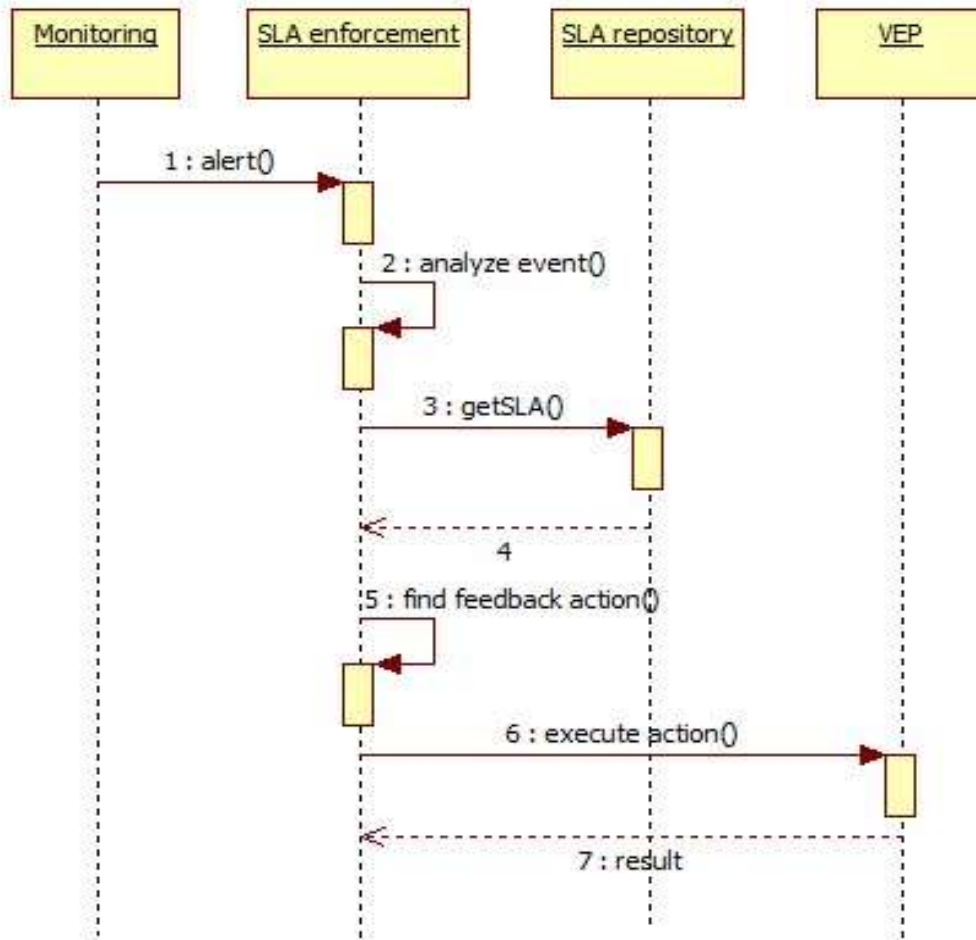 Monitoring
SLA enforcement
SLA repository
VEP
1 : alert()
2 : analyze event()
3 : getSLA()
4
5 : find feedback action()
6 : execute action()
7 : result